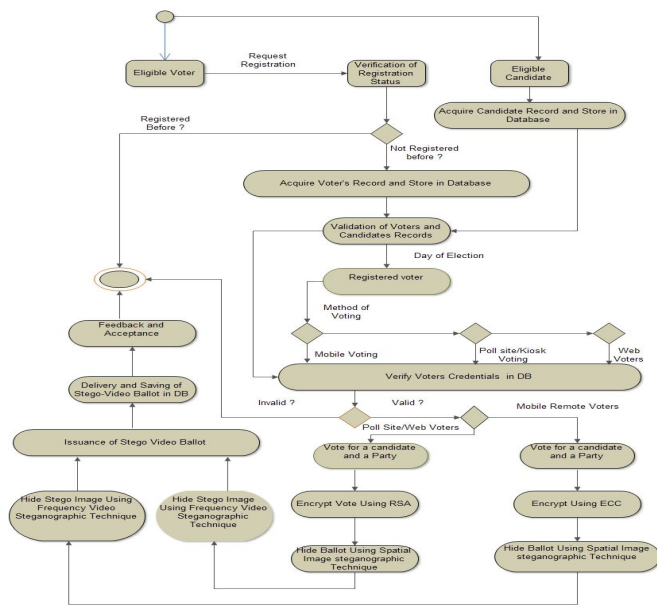 Request
Registration
Eligible Voter
Verification of
Registration
Status
Eligible
Candidate
Acquire Candidate Record and Store in
Database
Registered
Before ?
Not Registered
before ?
Acquire Voter's Record and Store in Database
Validation of Voters and
Candidates Records
Day of Election
Registered voter
Method of
Voting
Feedback and
Acceptance
Mobile Voting
Poll site/Kiosk
Voting
Web
Voters
Verify Voters Credentials in DB
Delivery and Saving of
Stego-Video Ballot in DB
Invalid ?
Valid ?
Mobile Remote Voters
Poll Site/Web Voters
Issuance of Stego Video Ballot
Vote for a candidate
and a Party
Vote for a candidate
and a Party
Hide Stego Image Using
Frequency Video
Steganographic Technique
Hide Stego Image
Using Frequency Video
Steganographic
Technique
Encrypt Vote Using RSA
Encrypt Using ECC
Hide Ballot Using Spatial
Image steganographic
Technique
Hide Ballot Using Spatial Image
steganographic Technique